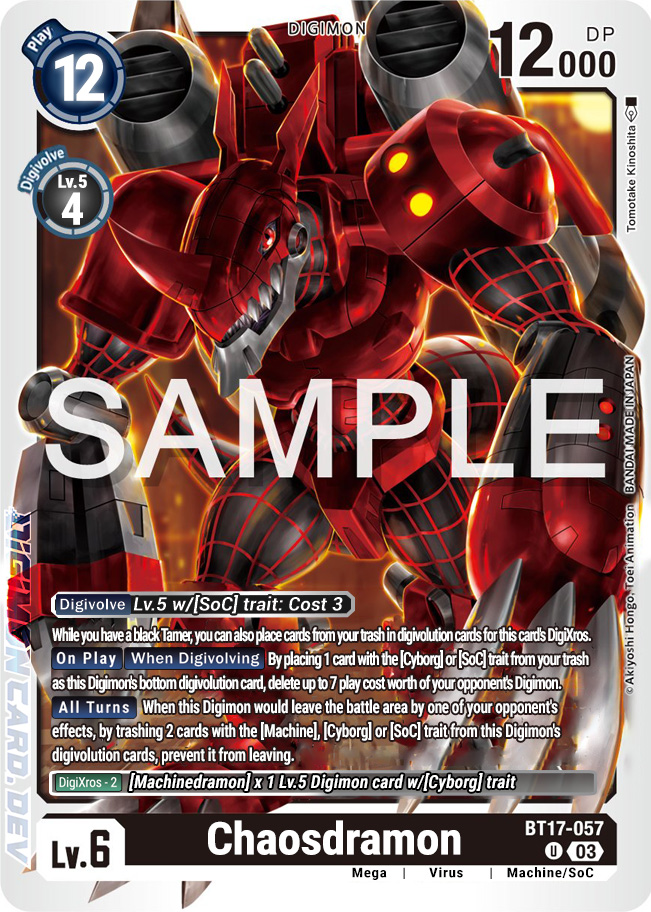 DIGIMON
Play
12
12000
DP
Digivolve
Lv.5
4
Tomotake Kinoshita
SAMPLE
BANDAI MADE IN JAPAN
©Akiyoshi Hongo, Toei Animation
DIGIMONCARD.DEV
Digivolve Lv.5 w/[SoC] trait: Cost 3
While you have a black Tamer, you can also place cards from your trash in digivolution cards for this card's DigiXros.
On Play When Digivolving By placing 1 card with the [Cyborg] or [SoC] trait from your trash
as this Digimon's bottom digivolution card, delete up to 7 play cost worth of your opponent's Digimon.
All Turns When this Digimon would leave the battle area by one of your opponent's
effects, by trashing 2 cards with the [Machine], [Cyborg] or [SoC] trait from this Digimon's
digivolution cards, prevent it from leaving.
DigiXros - 2 [Machinedramon] x 1 Lv.5 Digimon card w/[Cyborg] trait
Lv.6
Chaosdramon
BT17-057
U 03
Mega | Virus | Machine/SoC